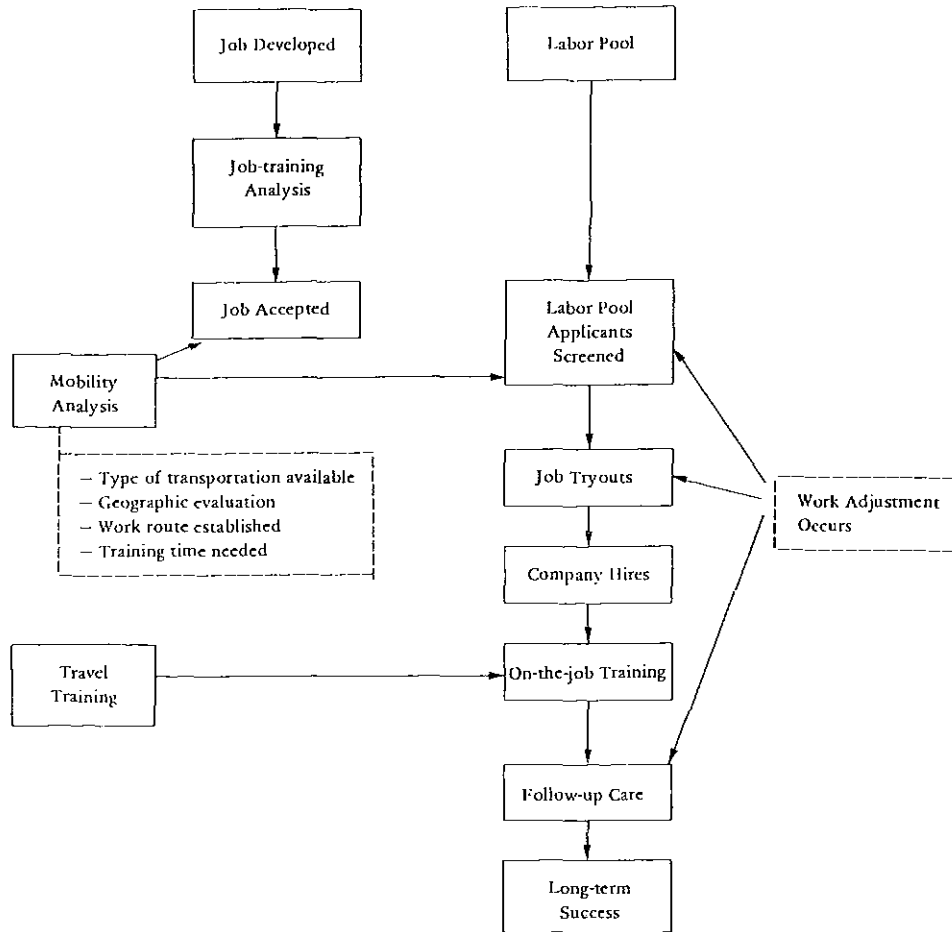 Job Developed
Labor Pool
Job-training
Analysis
Job Accepted
Labor Pool
Applicants
Screened
Mobility
Analysis
– Type of transportation available
– Geographic evaluation
– Work route established
– Training time needed
Job Tryouts
Work Adjustment
Occurs
Company Hires
Travel
Training
On-the-job Training
Follow-up Care
Long-term
Success